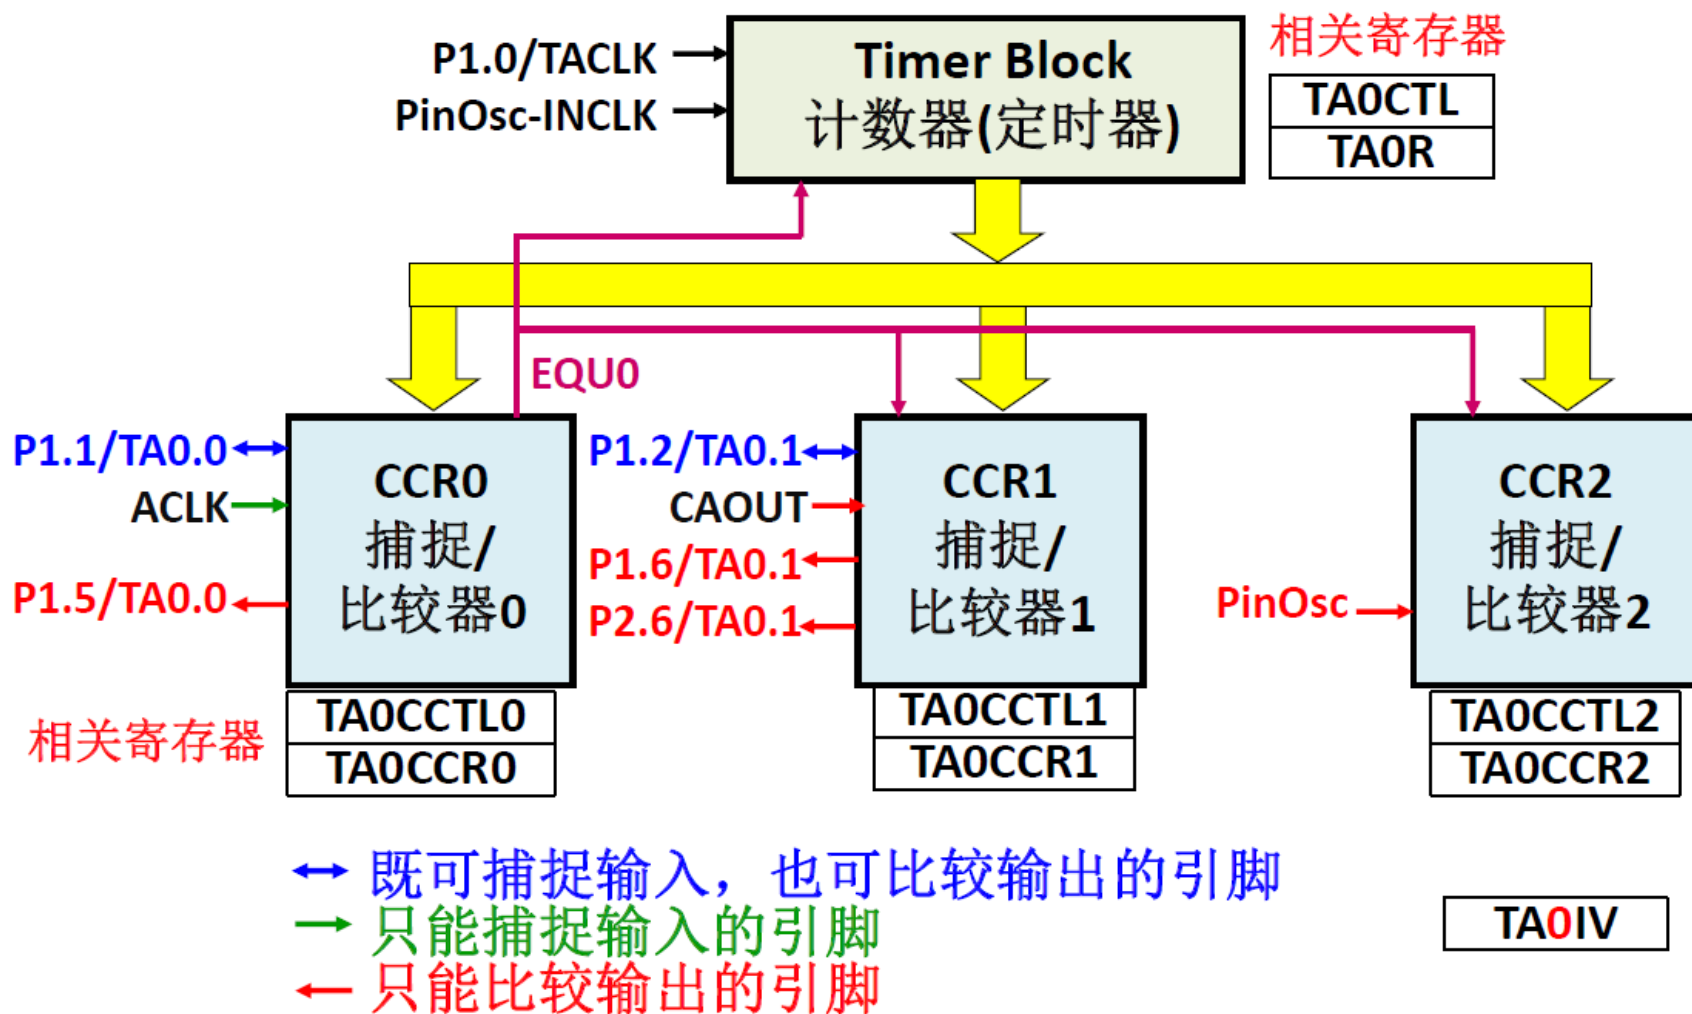 P1.0/TACLK
PinOsc-INCLK
Timer Block
计数器(定时器)
相关寄存器
TA0CTL
TA0R
EQU0
P1.1/TA0.0
ACLK
P1.5/TA0.0
CCR0
捕捉/
比较器0
P1.2/TA0.1
CAOUT
P1.6/TA0.1
P2.6/TA0.1
CCR1
捕捉/
比较器1
PinOsc
CCR2
捕捉/
比较器2
相关寄存器
TA0CCTL0
TA0CCR0
TA0CCTL1
TA0CCR1
TA0CCTL2
TA0CCR2
既可捕捉输入，也可比较输出的引脚
只能捕捉输入的引脚
只能比较输出的引脚
TA0IV